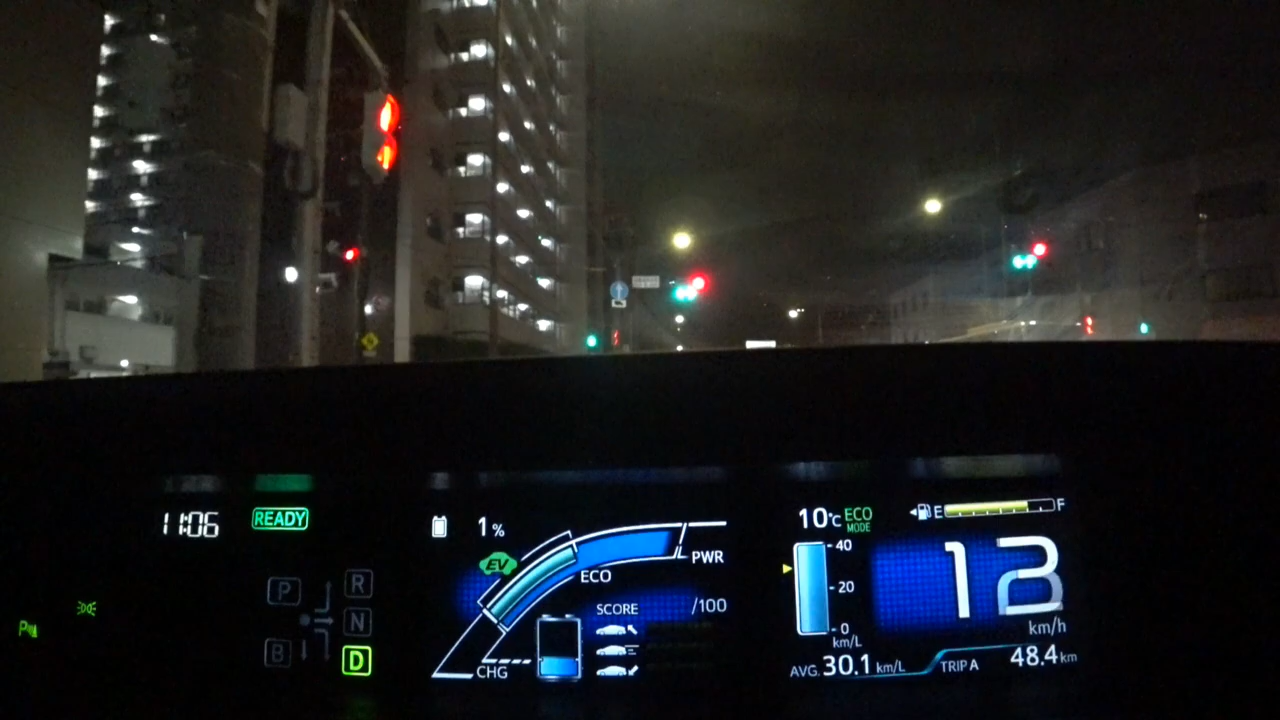 11:06
READY
P
R
N
B
D
1%
EV
ECO
PWR
CHG
SCORE
/100
10°C
ECO
MODE
E
F
40
20
0
km/L
13
km/h
AVG. 30.1 km/L
TRIP A
48.4 km